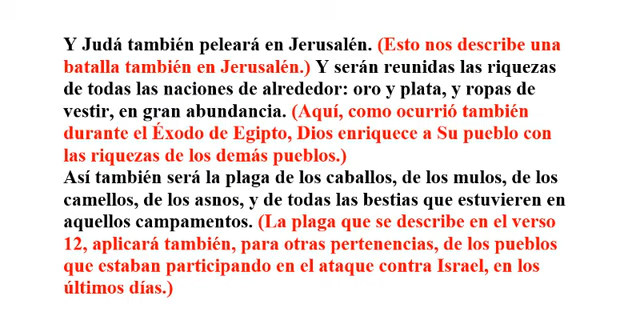 Y Judá también peleará en Jerusalén. (Esto nos describe una
batalla también en Jerusalén.) Y serán reunidas las riquezas
de todas las naciones de alrededor: oro y plata, y ropas de
vestir, en gran abundancia. (Aquí, como ocurrió también
durante el Éxodo de Egipto, Dios enriquece a Su pueblo con
las riquezas de los demás pueblos.)
Así también será la plaga de los caballos, de los mulos, de los
camellos, de los asnos, y de todas las bestias que estuvieren en
aquellos campamentos. (La plaga que se describe en el verso
12, aplicará también, para otras pertenencias, de los pueblos
que estaban participando en el ataque contra Israel, en los
últimos días.)